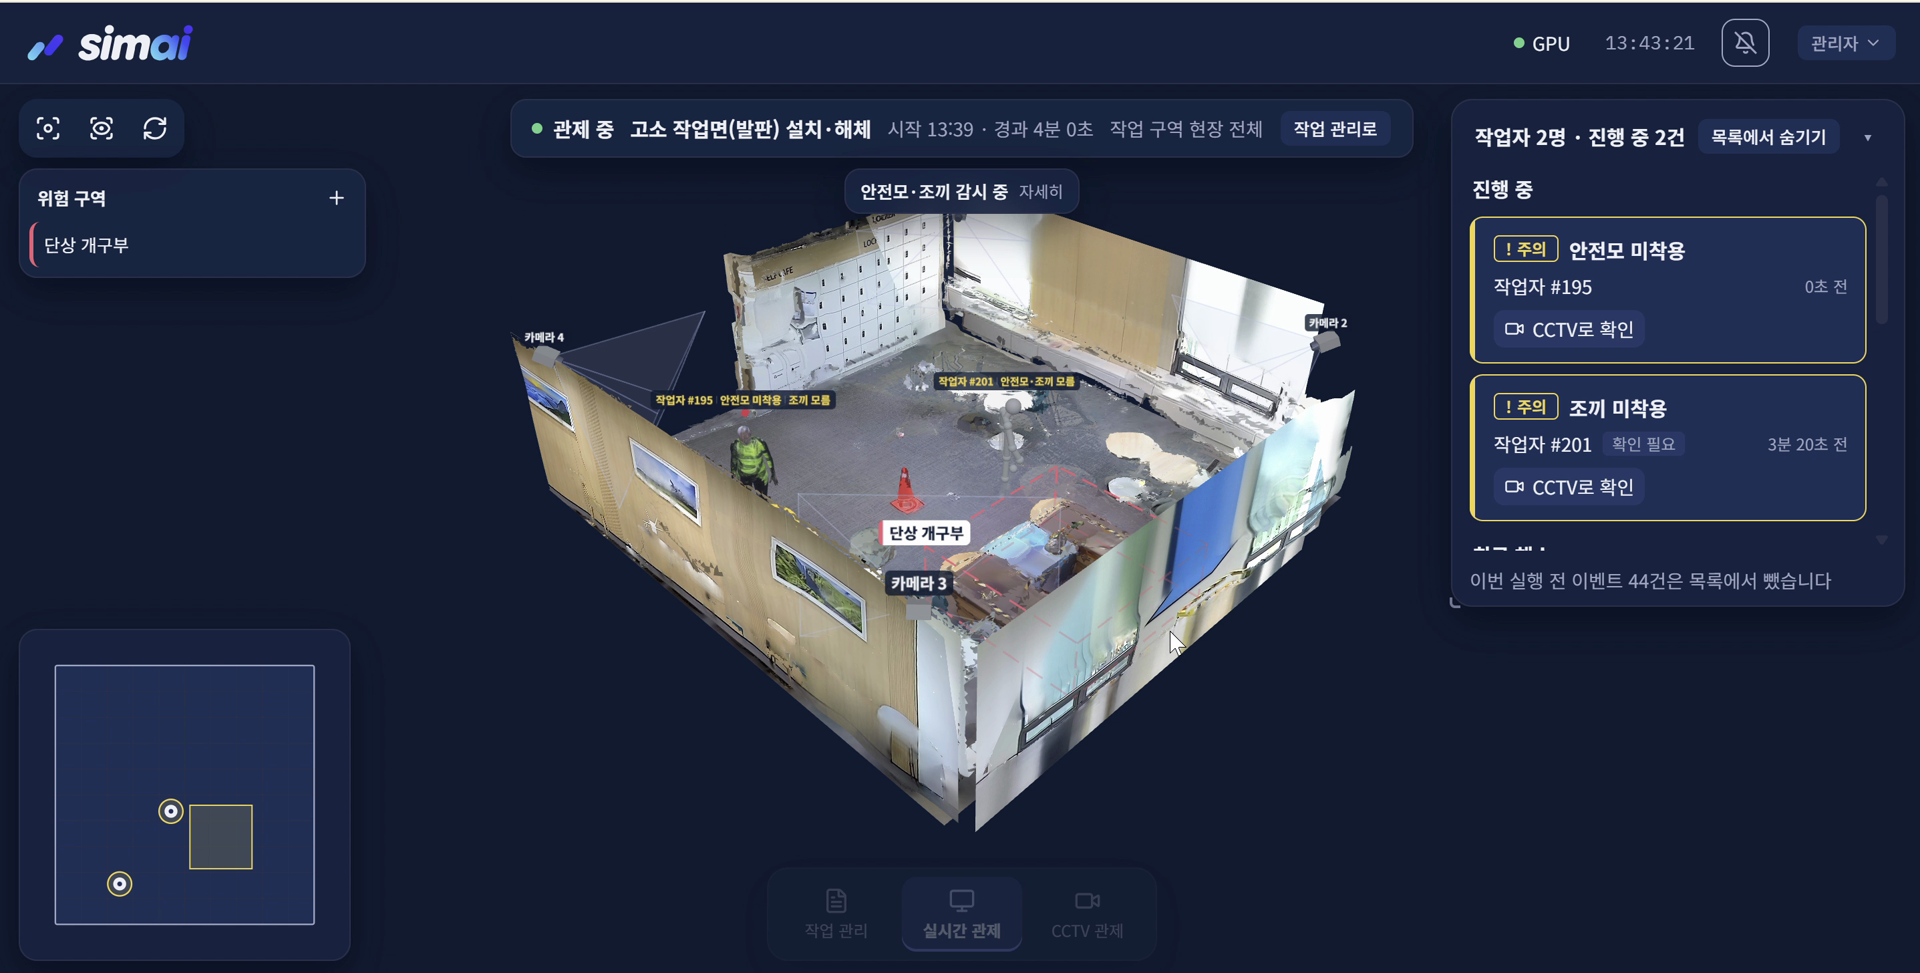 simai
GPU
13:43:21
관리자
관제 중 고소 작업면(발판) 설치·해체 시작 13:39 · 경과 4분 0초 작업 구역 현장 전체 작업 관리로
안전모·조끼 감시 중 자세히
위험 구역
단상 개구부
작업자 2명 · 진행 중 2건 목록에서 숨기기
진행 중
! 주의 안전모 미착용
작업자 #195 0초 전
CCTV로 확인
! 주의 조끼 미착용
작업자 #201 확인 필요 3분 20초 전
CCTV로 확인
이번 실행 전 이벤트 44건은 목록에서 뺐습니다
카메라 4
카메라 2
작업자 #195 안전모 미착용 조끼 모름
작업자 #201 안전모·조끼 모름
단상 개구부
카메라 3
작업 관리
실시간 관제
CCTV 관제